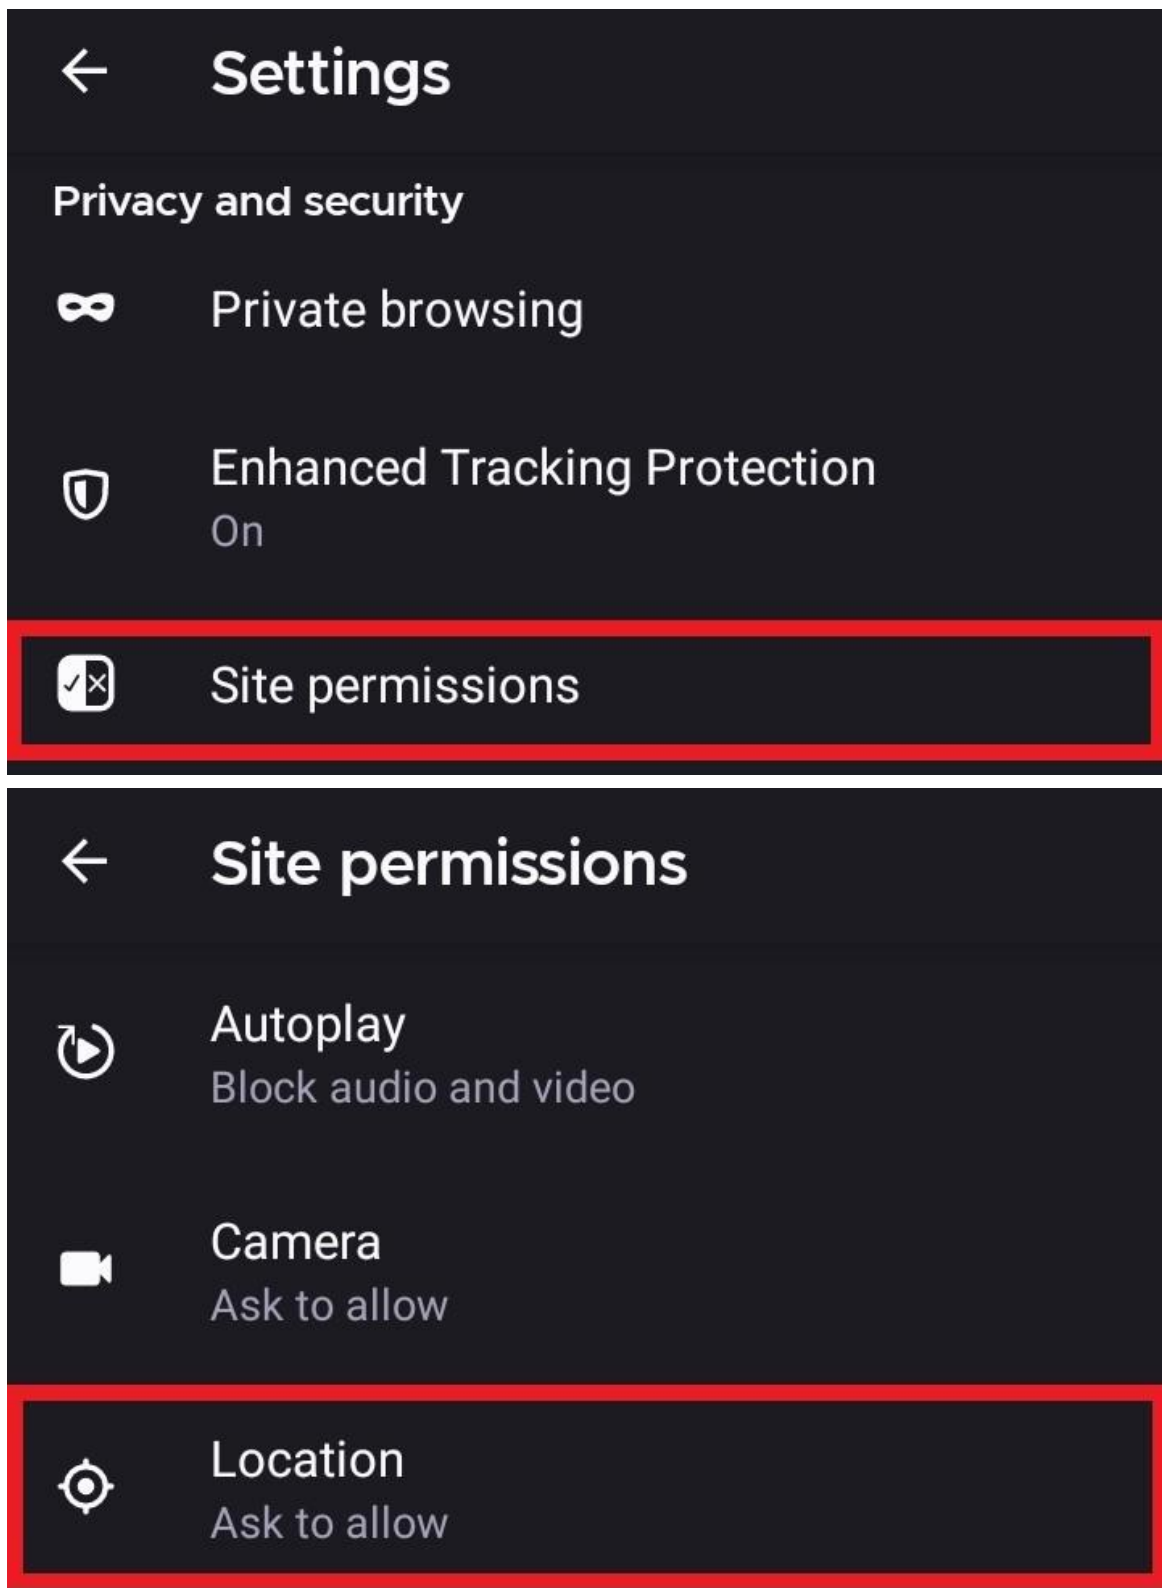 Settings
Privacy and security
Private browsing
Enhanced Tracking Protection
On
Site permissions
Site permissions
Autoplay
Block audio and video
Camera
Ask to allow
Location
Ask to allow